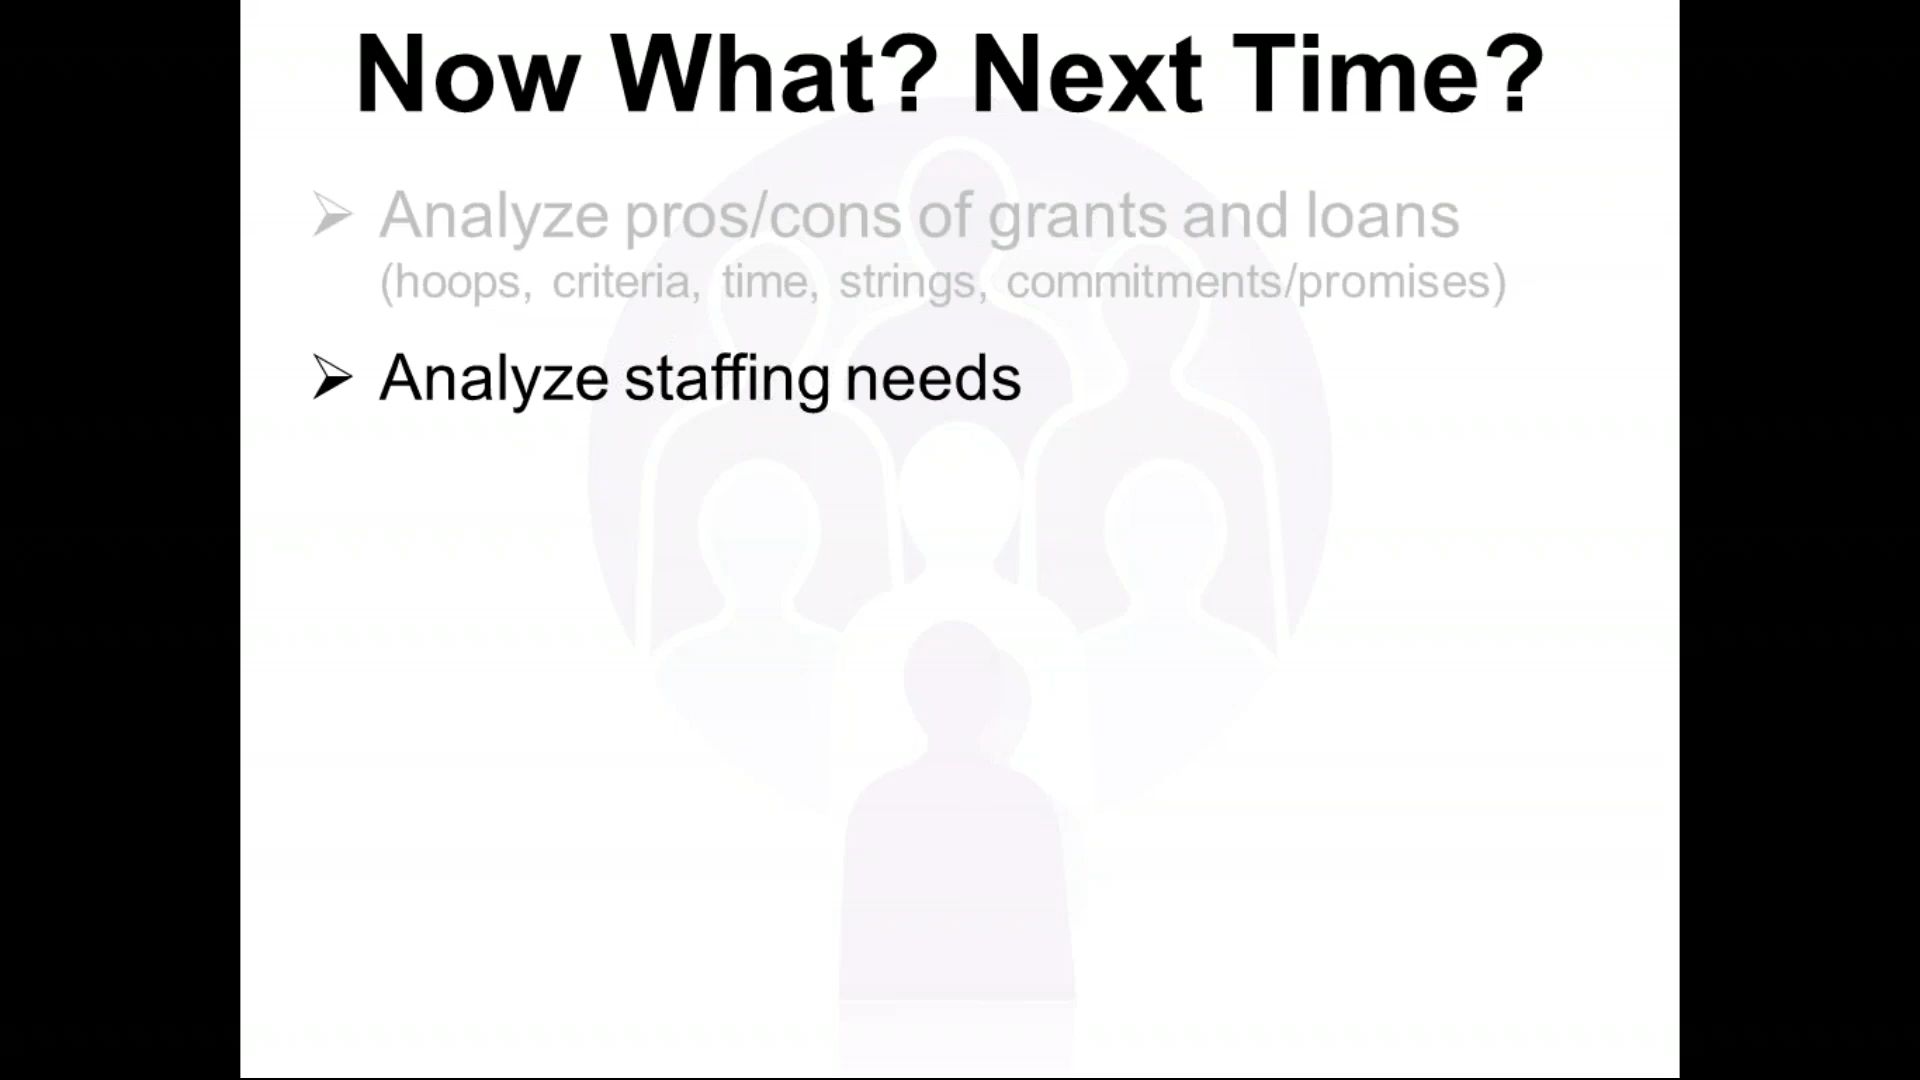 Now What? Next Time?
➢ Analyze pros/cons of grants and loans
(hoops, criteria, time, strings, commitments/promises)
➢ Analyze staffing needs